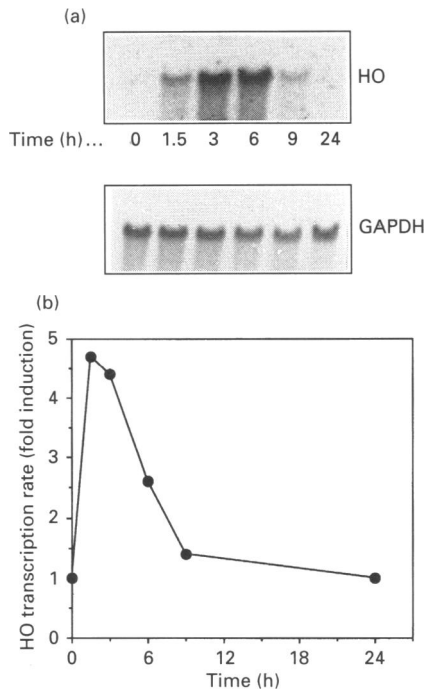 (a)
HO
Time (h)... 0 1.5 3 6 9 24
GAPDH
(b)
HO transcription rate (fold induction)
5
4
3
2
1
0
0 6 12 18 24
Time (h)